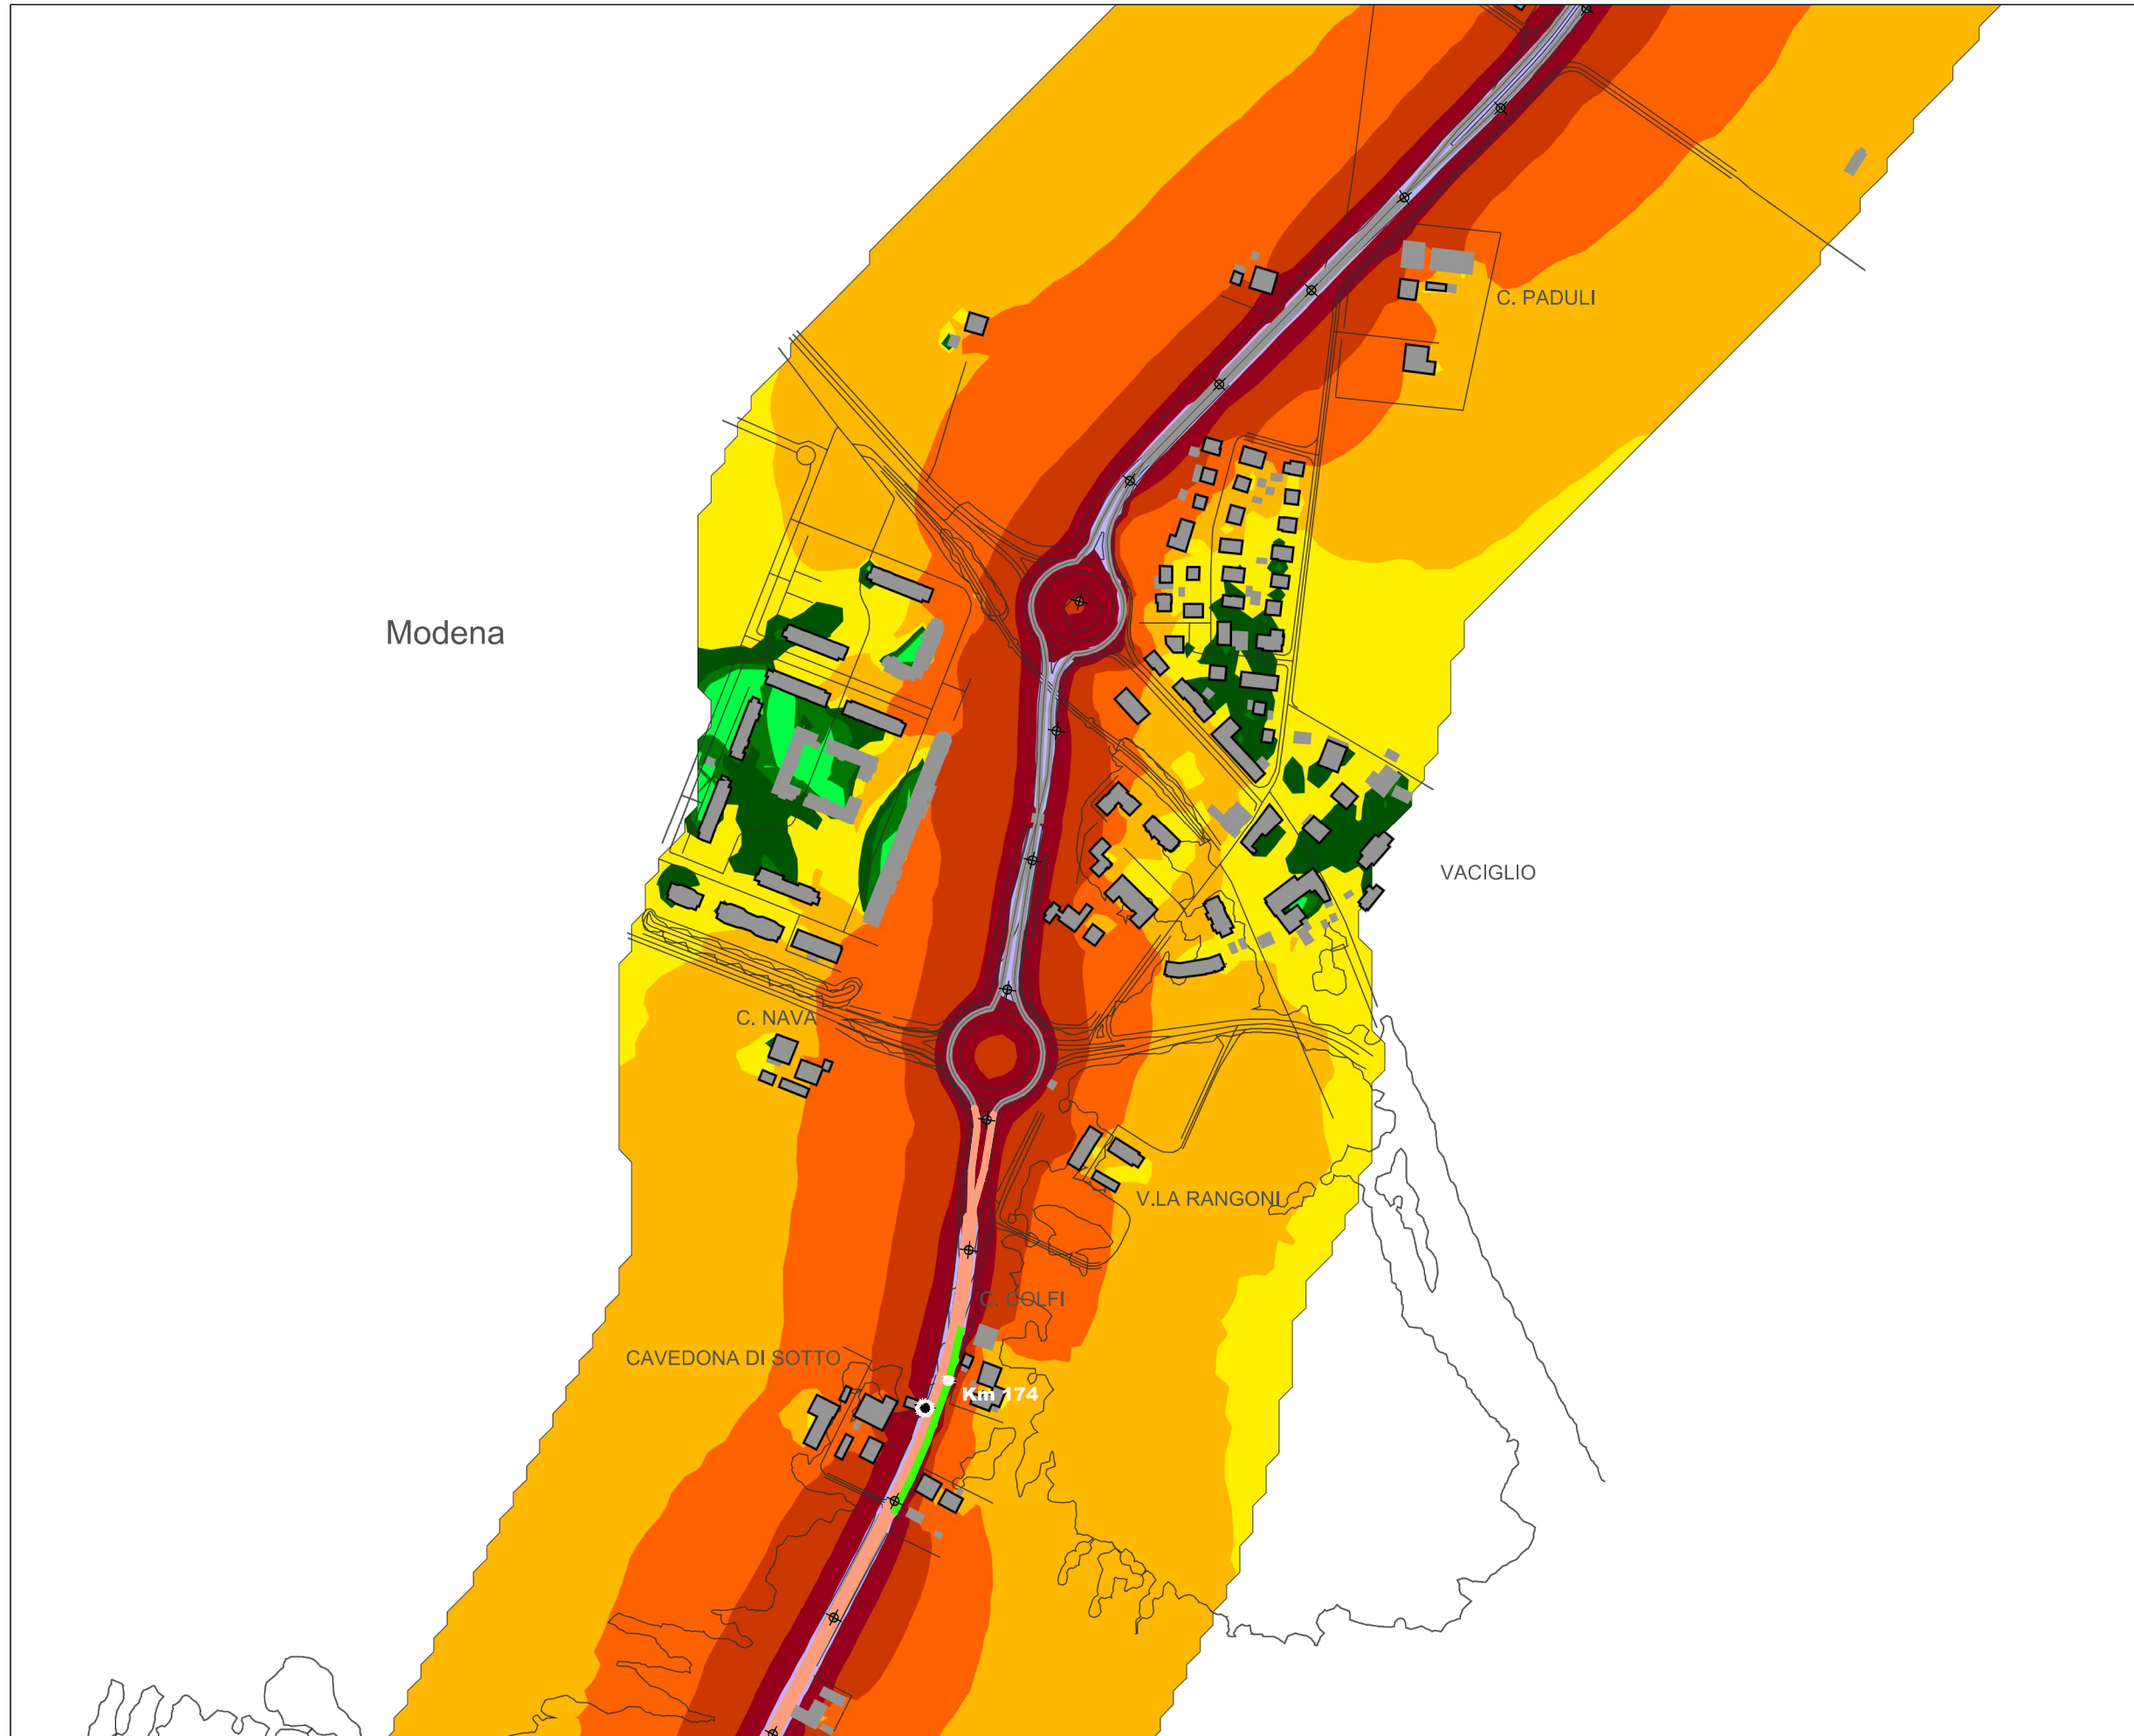 C. PADULI
Modena
VACIGLIO
C. NAVA
V.LA RANGONI
C. COLFI
CAVEDONA DI SOTTO
Km 174